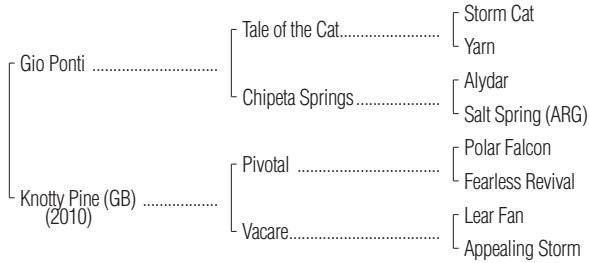 Storm Cat
Tale of the Cat
Yarn
Gio Ponti
Alydar
Chipeta Springs
Salt Spring (ARG)
Polar Falcon
Pivotal
Fearless Revival
Knotty Pine (GB)
(2010)
Lear Fan
Vacare
Appealing Storm